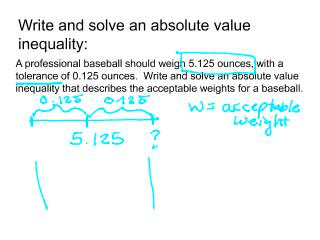 Write and solve an absolute value
inequality:
A professional baseball should weigh 5.125 ounces, with a
tolerance of 0.125 ounces. Write and solve an absolute value
inequality that describes the acceptable weights for a baseball.
0.125 0.125
W = acceptable
weight
5.125 ?